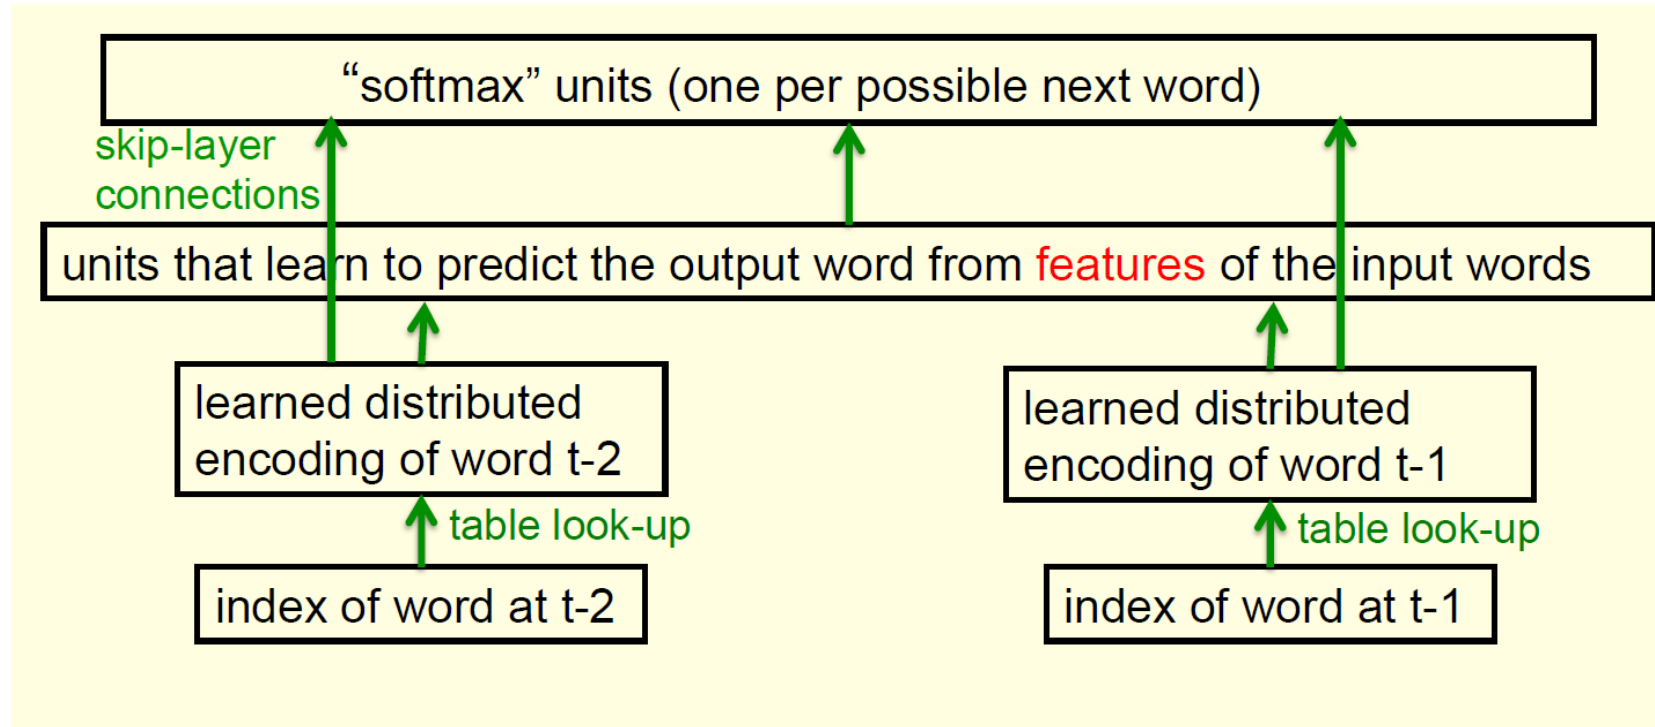 “softmax” units (one per possible next word)
skip-layer
connections
units that learn to predict the output word from features of the input words
learned distributed
encoding of word t-2
learned distributed
encoding of word t-1
table look-up
table look-up
index of word at t-2
index of word at t-1